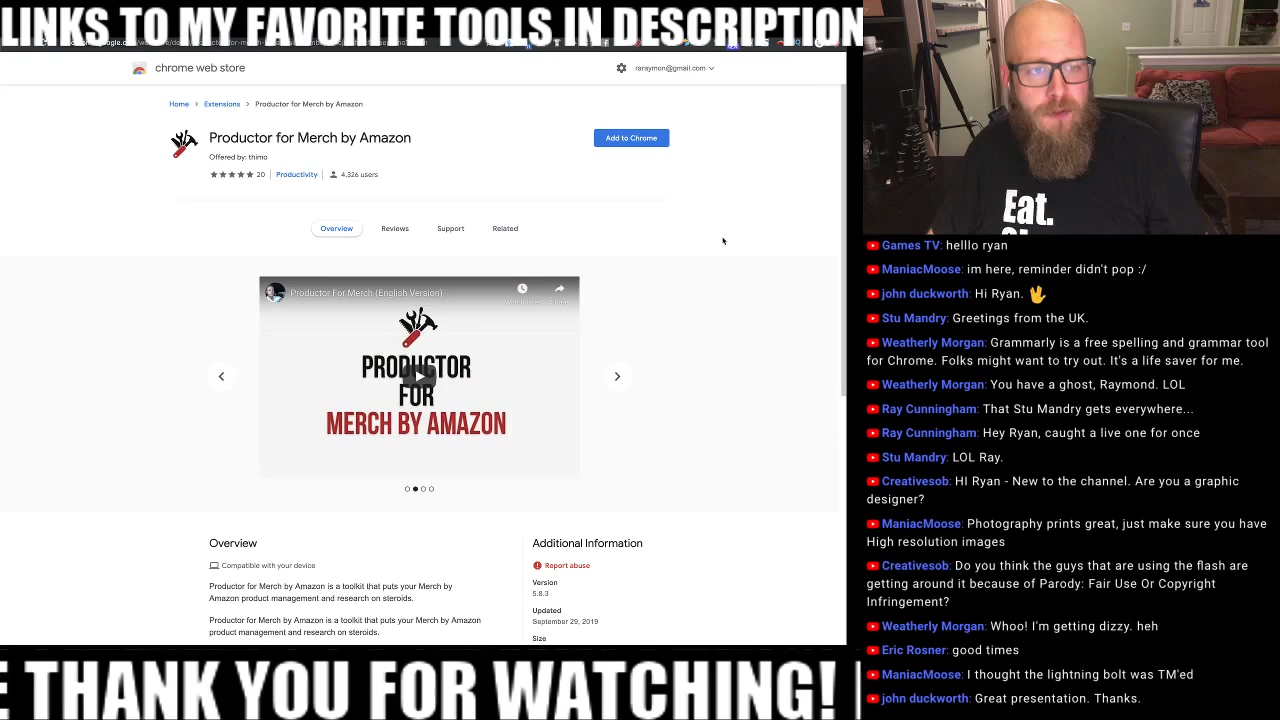 LINKS TO MY FAVORITE TOOLS IN DESCRIPTION
chrome web store
raraymon@gmail.com
Home > Extensions > Productor for Merch by Amazon
Productor for Merch by Amazon
Add to Chrome
Offered by: thimo
20 | Productivity | 4,326 users
Overview Reviews Support Related
Productor For Merch (English Version)
Watch later Share
PRODUCTOR
FOR
MERCH BY AMAZON
Overview
Compatible with your device
Productor for Merch by Amazon is a toolkit that puts your Merch by
Amazon product management and research on steroids.
Productor for Merch by Amazon is a toolkit that puts your Merch by Amazon
product management and research on steroids.
Additional Information
Report abuse
Version
5.8.3
Updated
September 29, 2019
Size
E THANK YOU FOR WATCHING!
Eat.
Games TV: helllo ryan
ManiacMoose: im here, reminder didn't pop :/
john duckworth: Hi Ryan. 🖖
Stu Mandry: Greetings from the UK.
Weatherly Morgan: Grammarly is a free spelling and grammar tool
for Chrome. Folks might want to try out. It's a life saver for me.
Weatherly Morgan: You have a ghost, Raymond. LOL
Ray Cunningham: That Stu Mandry gets everywhere...
Ray Cunningham: Hey Ryan, caught a live one for once
Stu Mandry: LOL Ray.
Creativesob: HI Ryan - New to the channel. Are you a graphic
designer?
ManiacMoose: Photography prints great, just make sure you have
High resolution images
Creativesob: Do you think the guys that are using the flash are
getting around it because of Parody: Fair Use Or Copyright
Infringement?
Weatherly Morgan: Whoo! I'm getting dizzy. heh
Eric Rosner: good times
ManiacMoose: I thought the lightning bolt was TM'ed
john duckworth: Great presentation. Thanks.